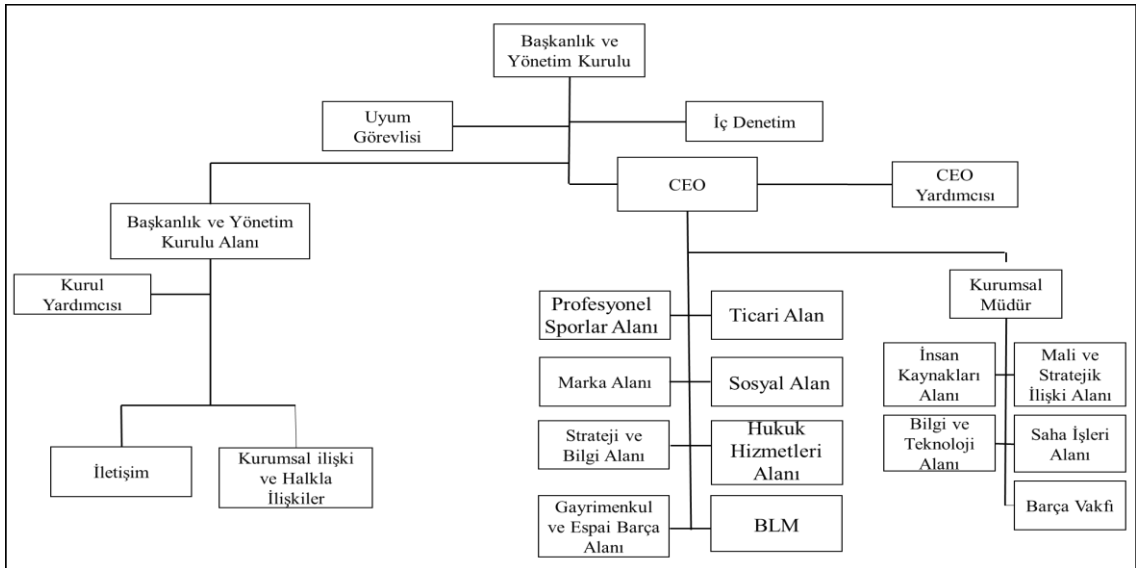 Başkanlık ve
Yönetim Kurulu
Uyum
Görevlisi
İç Denetim
CEO
CEO
Yardımcısı
Başkanlık ve Yönetim
Kurulu Alanı
Kurul
Yardımcısı
İletişim
Kurumsal ilişki
ve Halkla
İlişkiler
Profesyonel
Sporlar Alanı
Ticari Alan
Marka Alanı
Sosyal Alan
Strateji ve
Bilgi Alanı
Hukuk
Hizmetleri
Alanı
Gayrimenkul
ve Espai Barça
Alanı
BLM
Kurumsal
Müdür
İnsan
Kaynakları
Alanı
Mali ve
Stratejik
İlişki Alanı
Bilgi ve
Teknoloji
Alanı
Saha İşleri
Alanı
Barça Vakfı